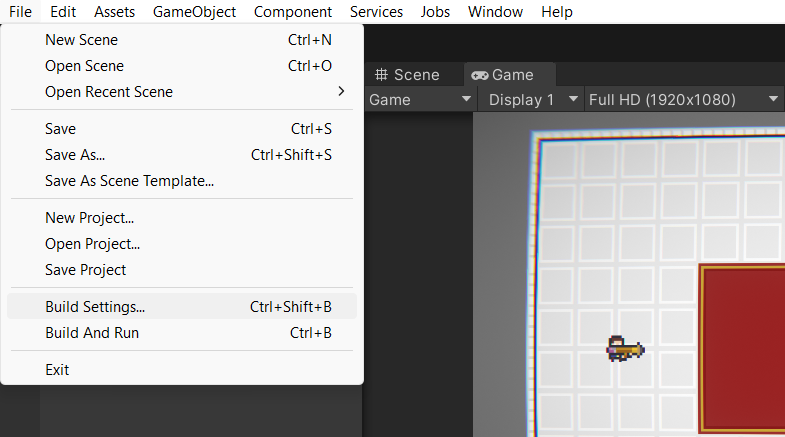 File Edit Assets GameObject Component Services Jobs Window Help
New Scene Ctrl+N
Open Scene Ctrl+O
Open Recent Scene
Save Ctrl+S
Save As... Ctrl+Shift+S
Save As Scene Template...
New Project...
Open Project...
Save Project
Build Settings... Ctrl+Shift+B
Build And Run Ctrl+B
Exit
Scene Game
Game Display 1 Full HD (1920x1080)